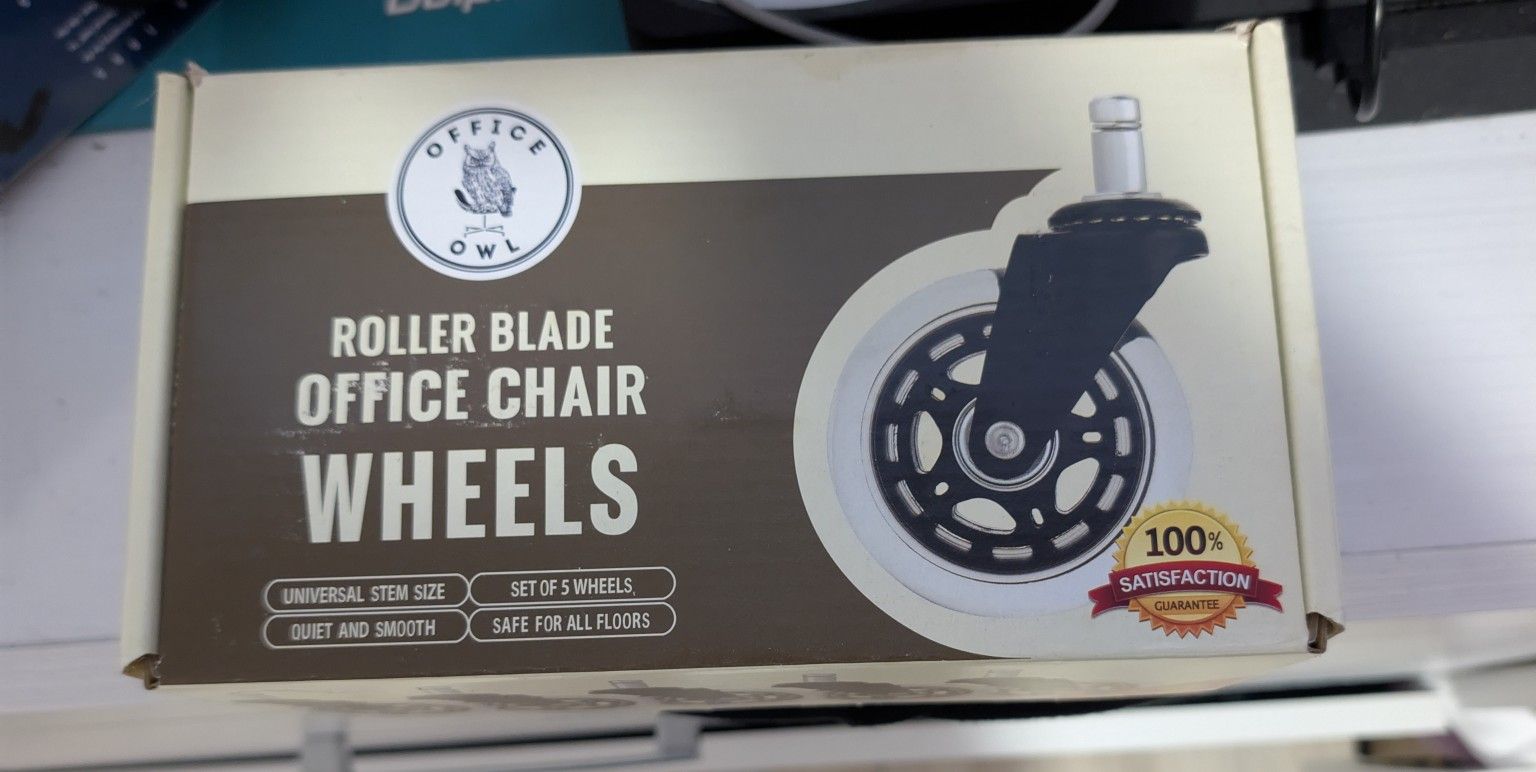 OFFICE
OWL
ROLLER BLADE
OFFICE CHAIR
WHEELS
UNIVERSAL STEM SIZE
SET OF 5 WHEELS
QUIET AND SMOOTH
SAFE FOR ALL FLOORS
100%
SATISFACTION
GUARANTEE